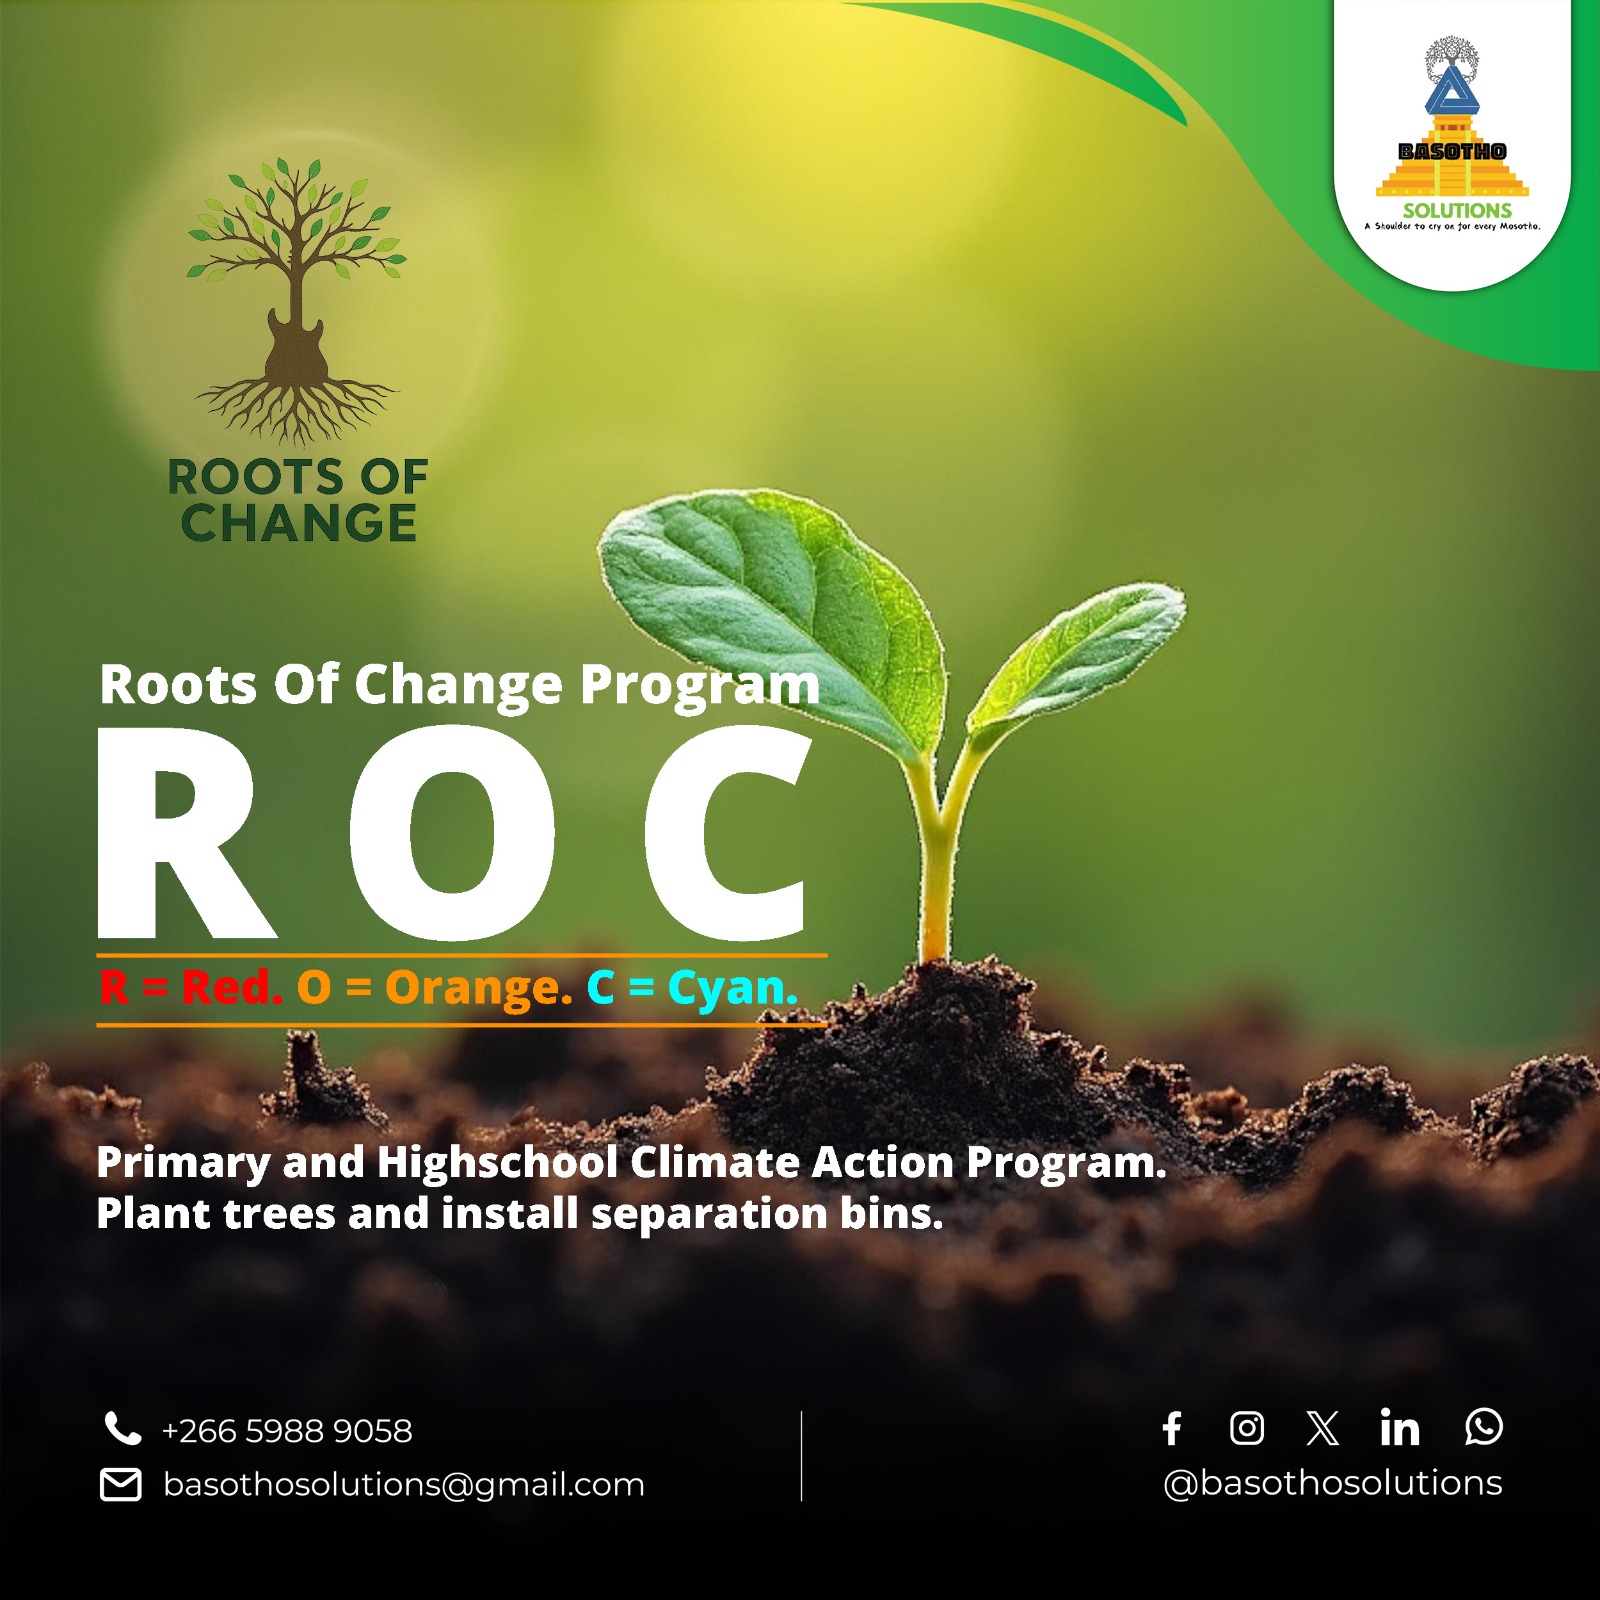 BASOTHO
SOLUTIONS
A Shoulder to cry on for every Mosotho.
ROOTS OF
CHANGE
Roots Of Change Program
ROC
R = Red. O = Orange. C = Cyan.
Primary and Highschool Climate Action Program.
Plant trees and install separation bins.
+266 5988 9058
basothosolutions@gmail.com
@basothosolutions